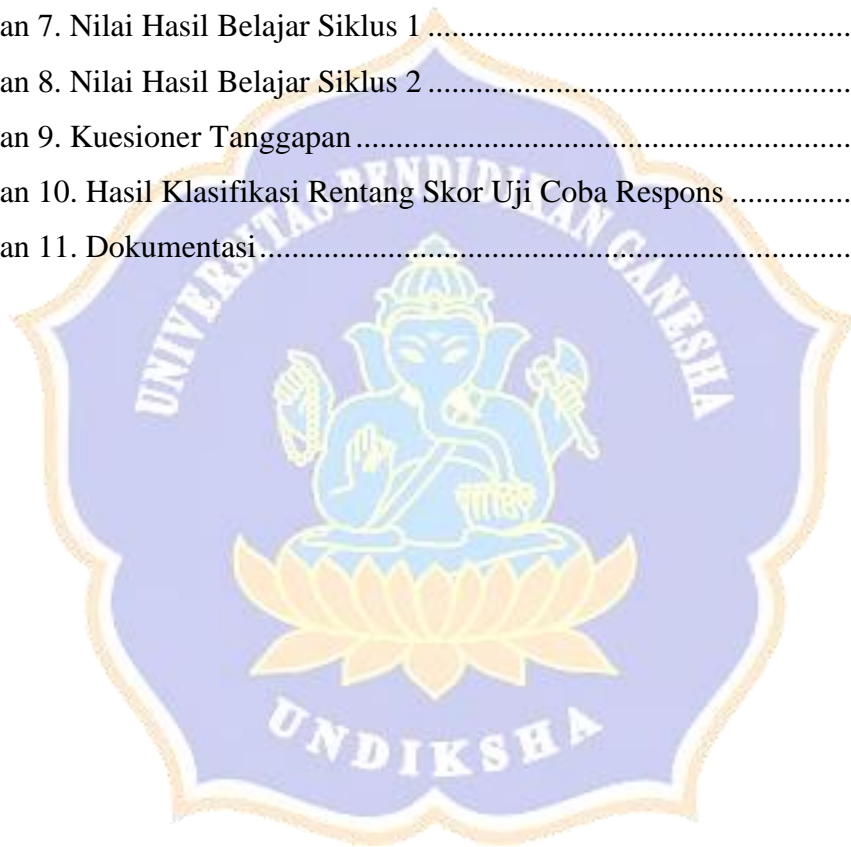 an 7. Nilai Hasil Belajar Siklus 1 ................................................
an 8. Nilai Hasil Belajar Siklus 2 ................................................
an 9. Kuesioner Tanggapan ........................................................
an 10. Hasil Klasifikasi Rentang Skor Uji Coba Respons ..............
an 11. Dokumentasi ....................................................................
UNIVERSITAS PENDIDIKAN GANESHA
UNDIKSHA